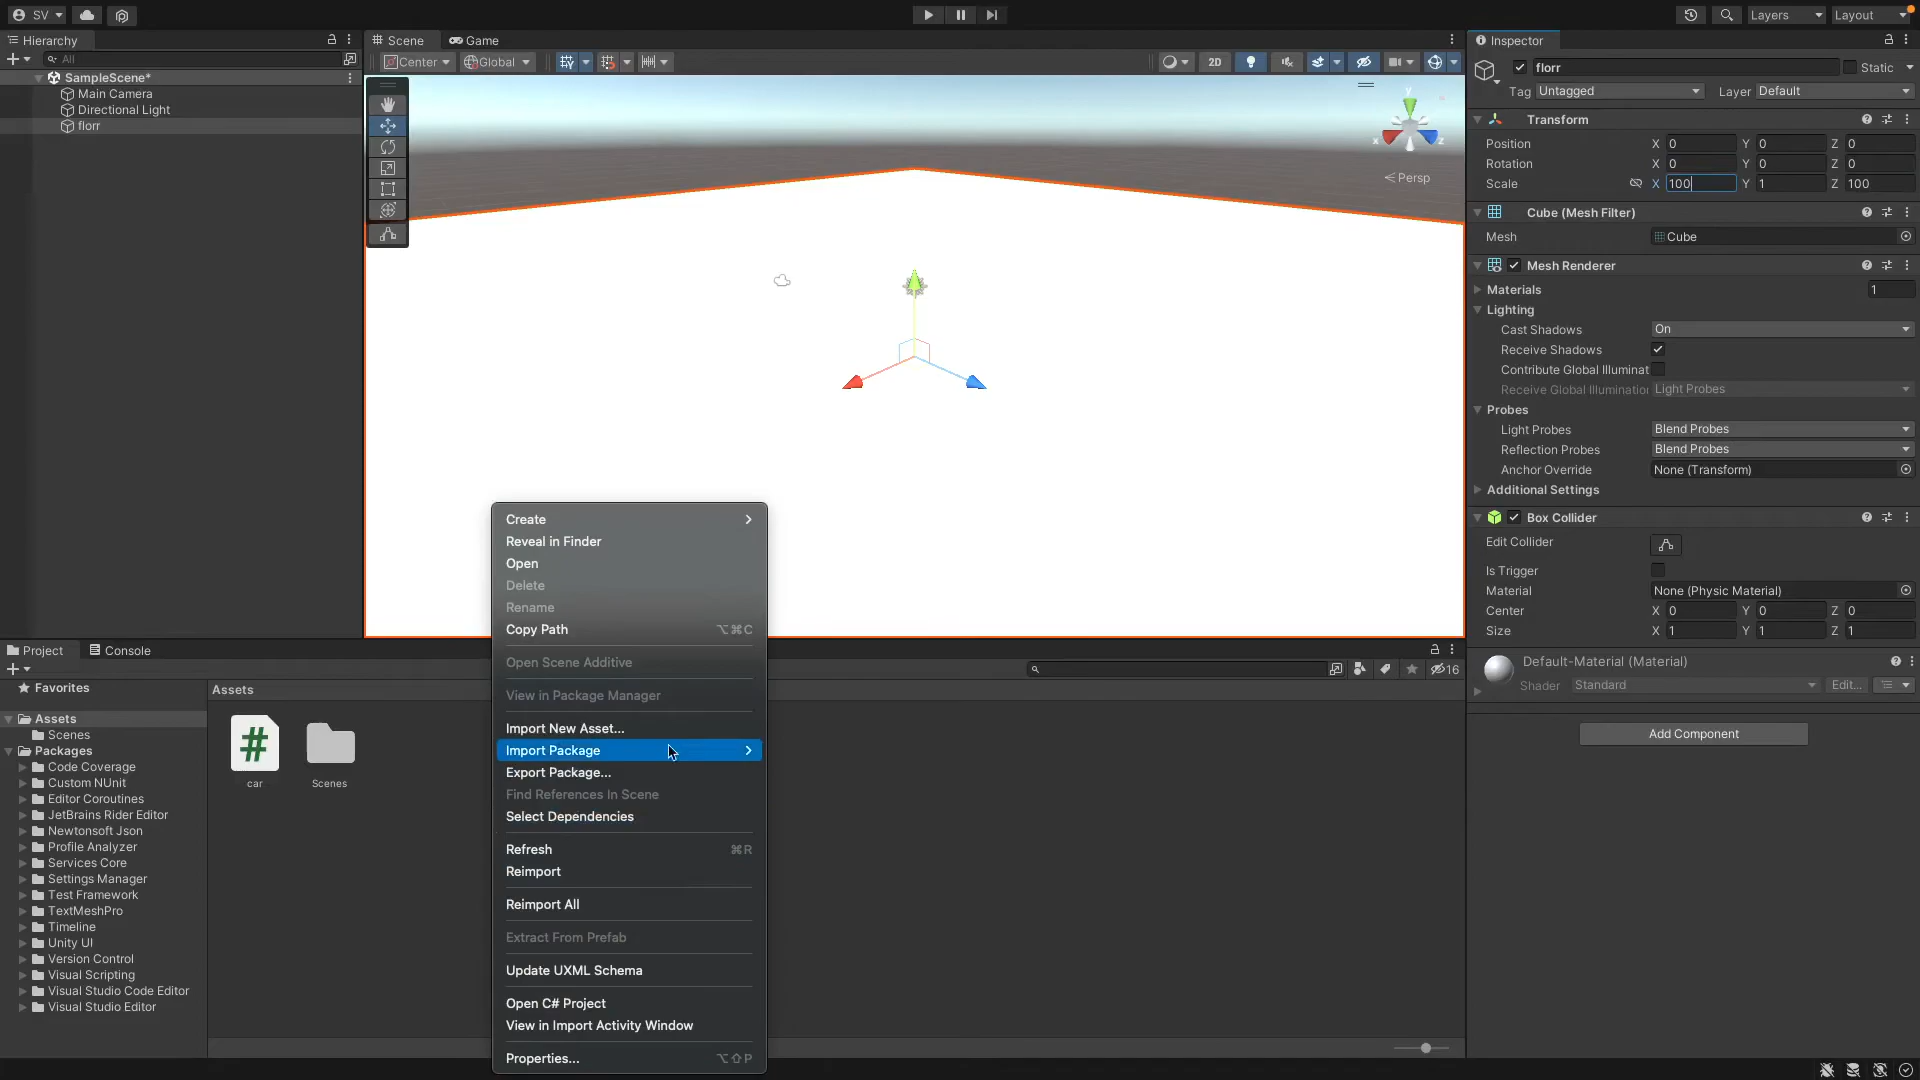 SV
Layers
Layout
Hierarchy
All
SampleScene*
Main Camera
Directional Light
florr
Scene
Game
Center
Global
2D
y
x
z
Persp
Inspector
florr
Static
Tag
Untagged
Layer
Default
Transform
Position
X 0
Y 0
Z 0
Rotation
X 0
Y 0
Z 0
Scale
X 100
Y 1
Z 100
Cube (Mesh Filter)
Mesh
Cube
Mesh Renderer
Materials
1
Lighting
Cast Shadows
On
Receive Shadows
Contribute Global Illuminat
Receive Global Illuminatio
Light Probes
Probes
Light Probes
Blend Probes
Reflection Probes
Blend Probes
Anchor Override
None (Transform)
Additional Settings
Box Collider
Edit Collider
Is Trigger
Material
None (Physic Material)
Center
X 0
Y 0
Z 0
Size
X 1
Y 1
Z 1
Default-Material (Material)
Shader
Standard
Edit...
Add Component
Create
Reveal in Finder
Open
Delete
Rename
Copy Path
⌥⌘C
Open Scene Additive
View in Package Manager
Import New Asset...
Import Package
Export Package...
Find References In Scene
Select Dependencies
Refresh
⌘R
Reimport
Reimport All
Extract From Prefab
Update UXML Schema
Open C# Project
View in Import Activity Window
Properties...
⌥⇧P
Project
Console
16
Favorites
Assets
Scenes
Packages
Code Coverage
Custom NUnit
Editor Coroutines
JetBrains Rider Editor
Newtonsoft Json
Profile Analyzer
Services Core
Settings Manager
Test Framework
TextMeshPro
Timeline
Unity UI
Version Control
Visual Scripting
Visual Studio Code Editor
Visual Studio Editor
Assets
#
car
Scenes